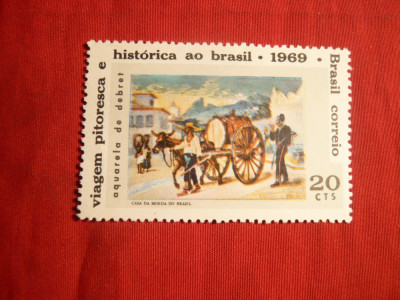 viagem pitoresca e histórica ao brasil • 1969 • Brasil correio
aquarela de debret
20
CTS
CASA DA MOEDA DO BRASIL